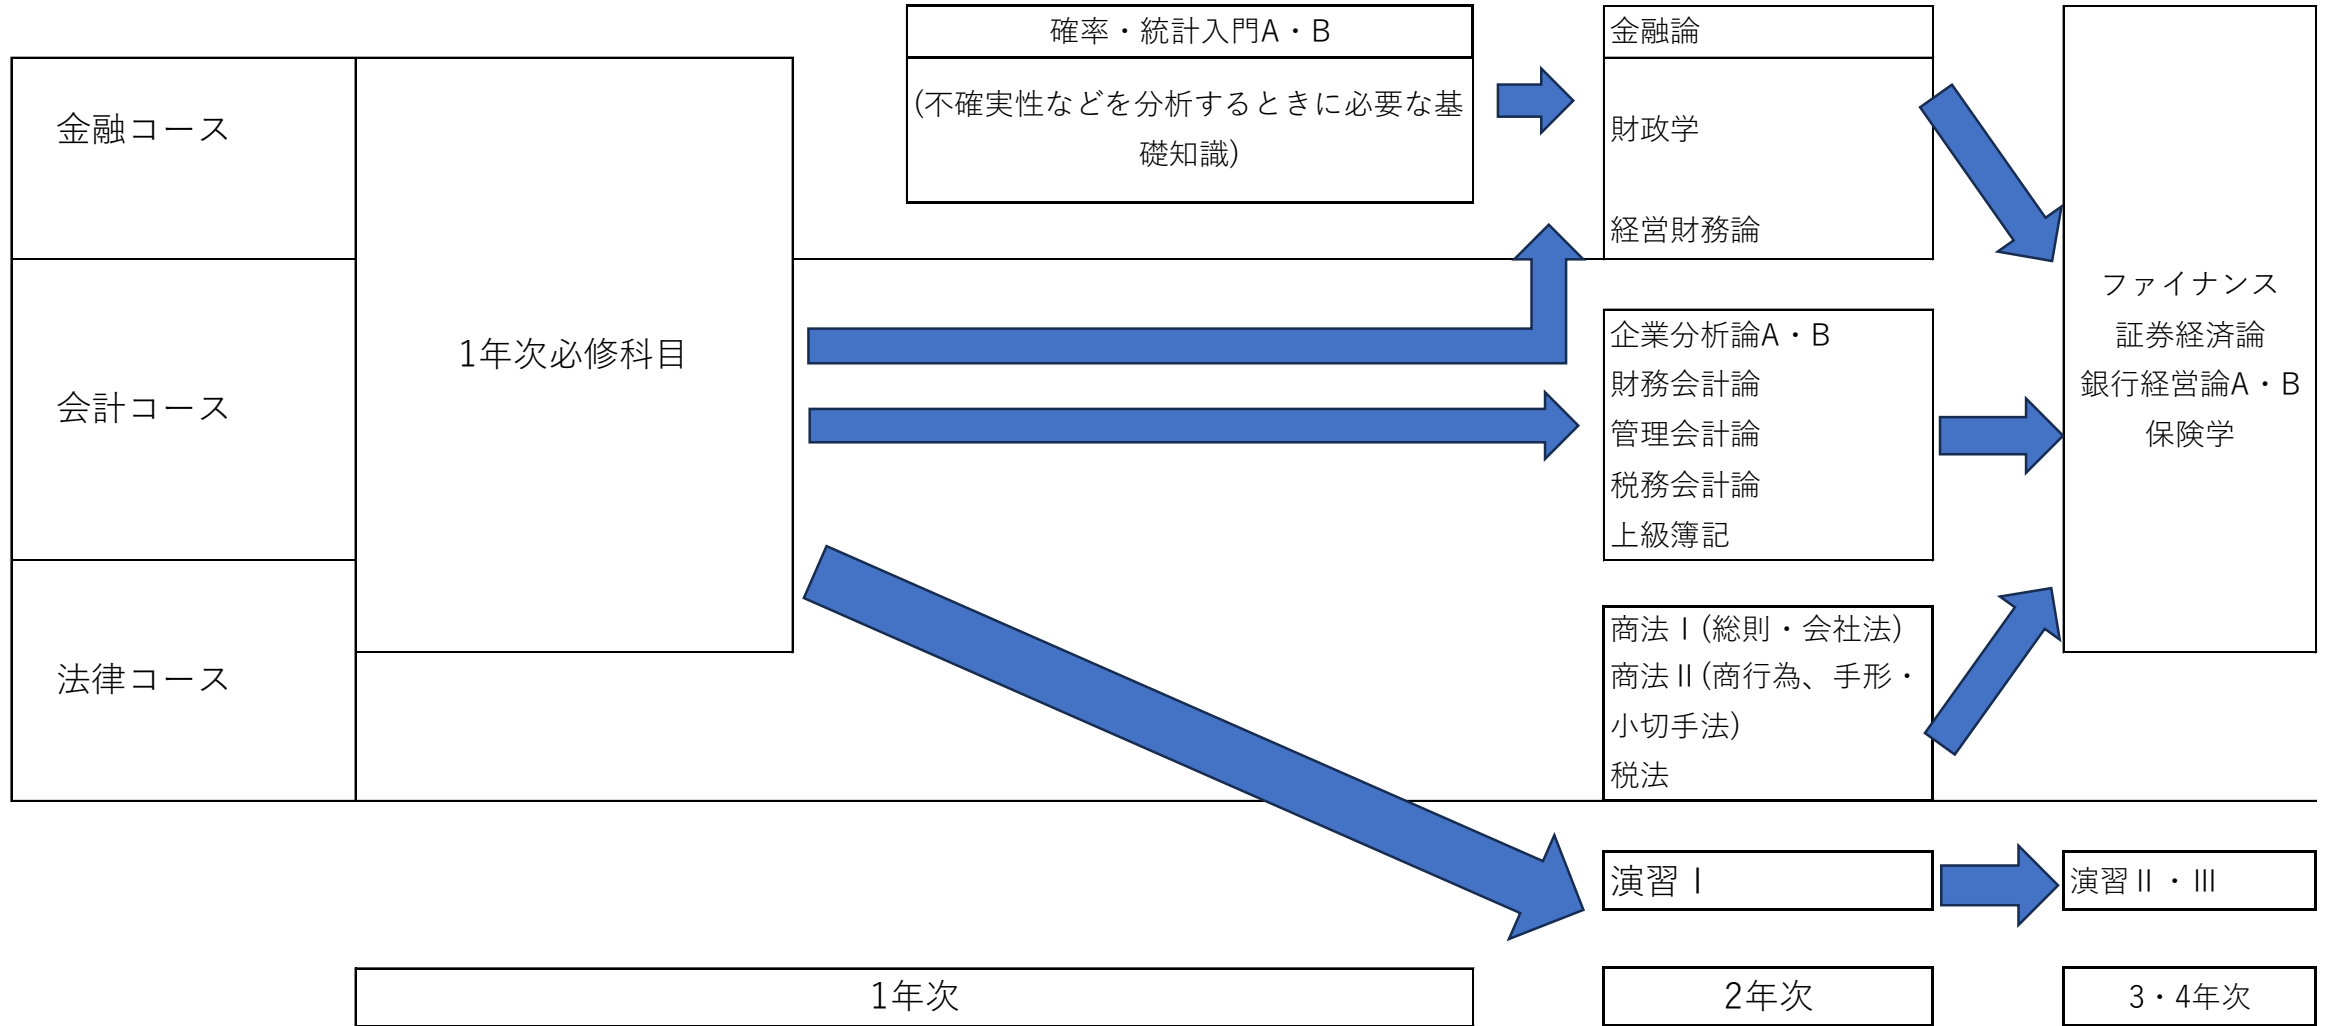 確率・統計入門A・B
(不確実性などを分析するときに必要な基
礎知識)
金融論
財政学
経営財務論
金融コース
会計コース
法律コース
1年次必修科目
企業分析論A・B
財務会計論
管理会計論
税務会計論
上級簿記
商法Ⅰ(総則・会社法)
商法Ⅱ(商行為、手形・
小切手法)
税法
ファイナンス
証券経済論
銀行経営論A・B
保険学
演習Ⅰ
演習Ⅱ・Ⅲ
1年次
2年次
3・4年次